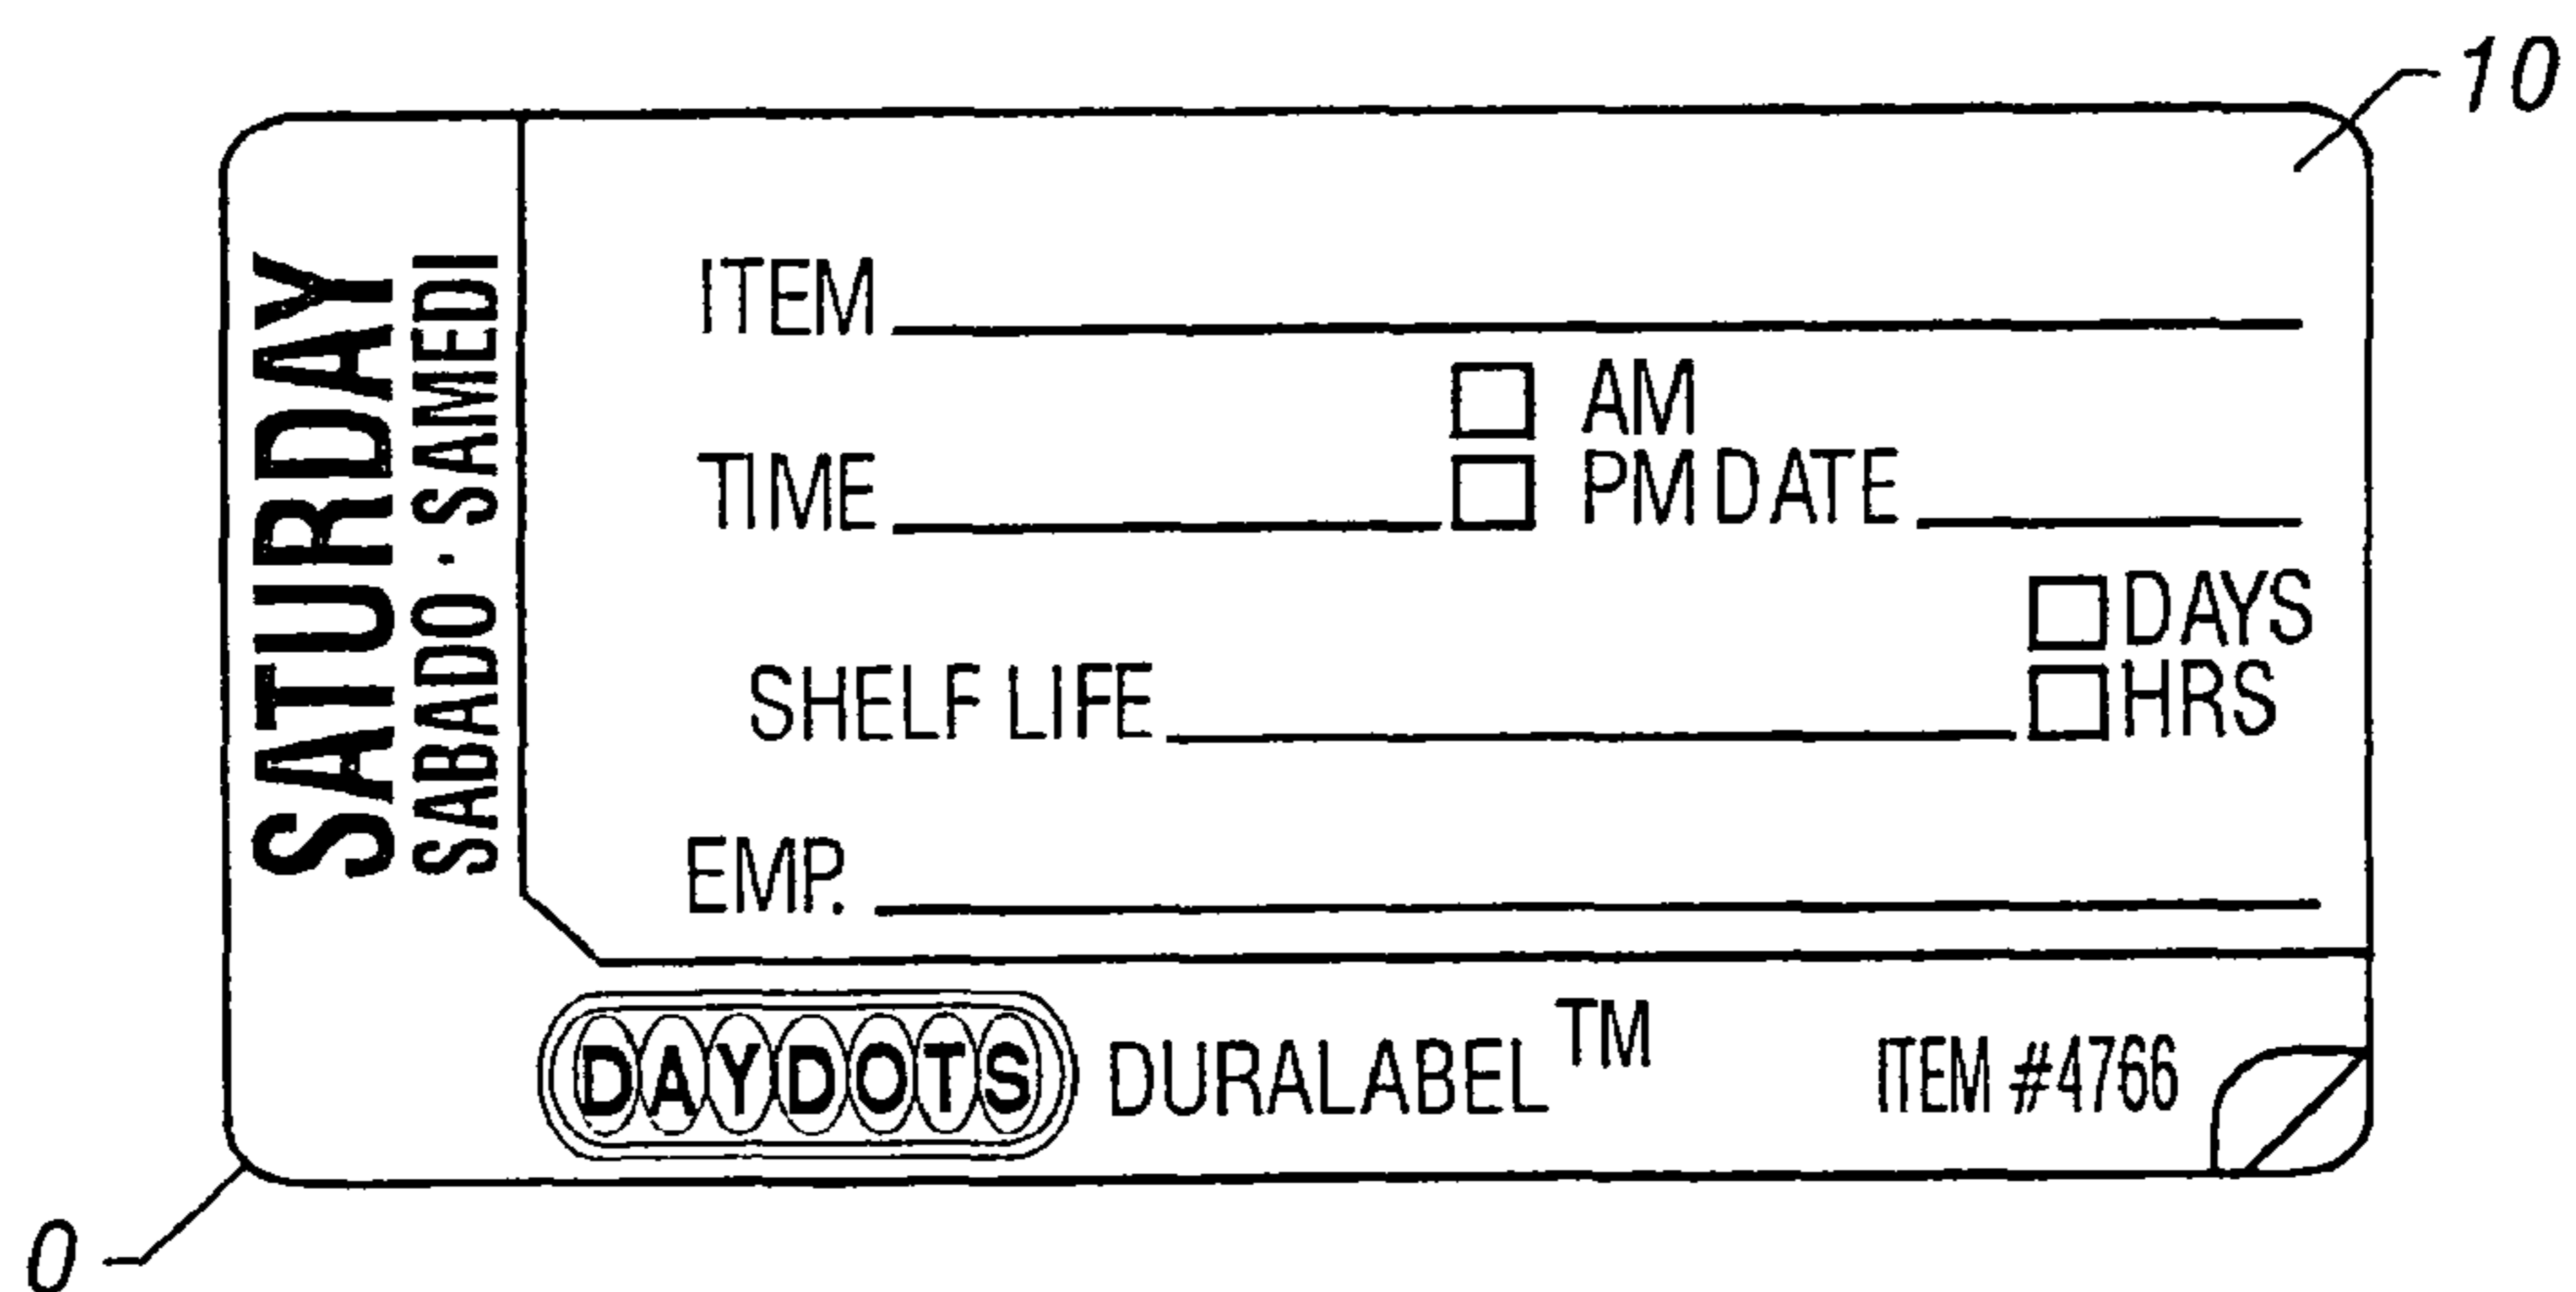 10
SATURDAY
SABADO · SAMEDI
ITEM
AM
TIME PM DATE
DAYS
SHELF LIFE HRS
EMP.
DAYDOTS DURALABEL™ ITEM #4766
0